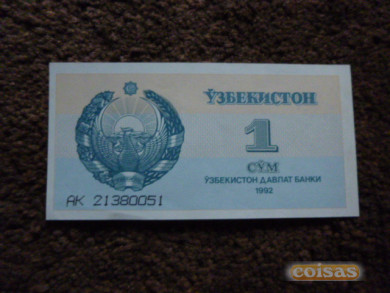 ЎЗБЕКИСТОН
1
СЎМ
ЎЗБЕКИСТОН ДАВЛАТ БАНКИ
1992
АК 21380051
coisas